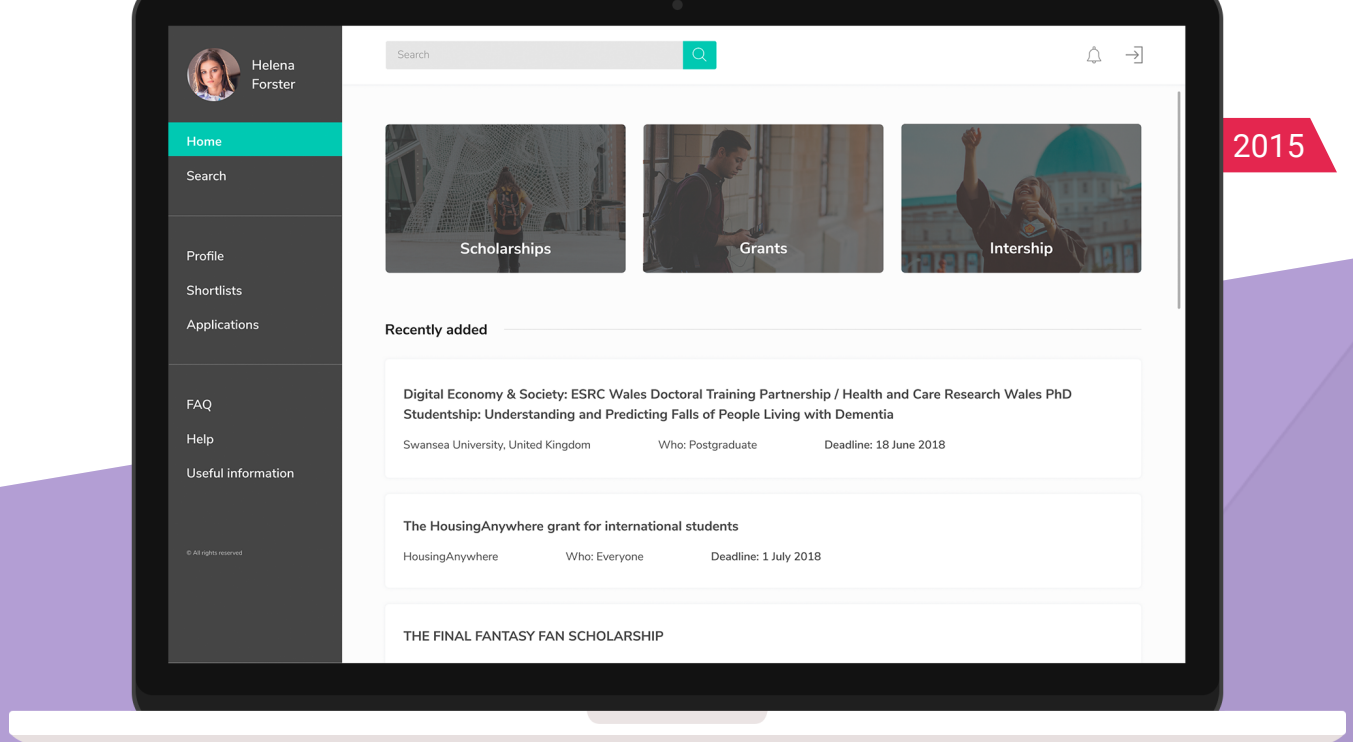 Helena
Forster
Home
Search
Profile
Shortlists
Applications
FAQ
Help
Useful information
© All rights reserved
Search
Scholarships
Grants
Intership
Recently added
Digital Economy & Society: ESRC Wales Doctoral Training Partnership / Health and Care Research Wales PhD
Studentship: Understanding and Predicting Falls of People Living with Dementia
Swansea University, United Kingdom Who: Postgraduate Deadline: 18 June 2018
The HousingAnywhere grant for international students
HousingAnywhere Who: Everyone Deadline: 1 July 2018
THE FINAL FANTASY FAN SCHOLARSHIP
2015